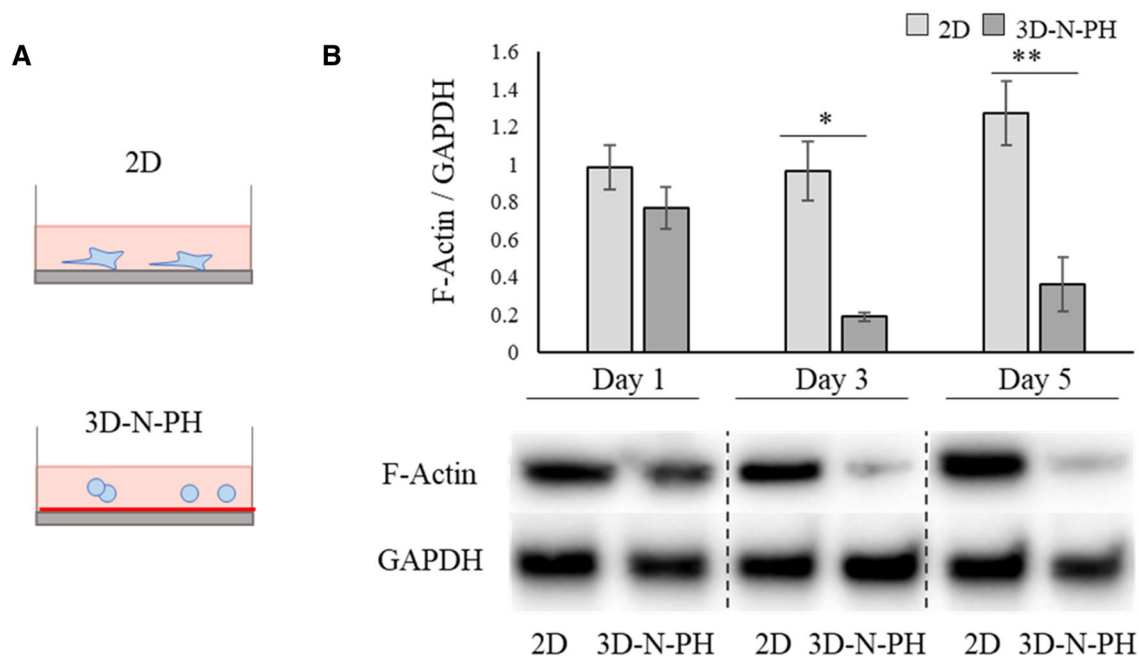 A
2D
3D-N-PH
B
2D 3D-N-PH
F-Actin / GAPDH
1.6
1.4
1.2
1
0.8
0.6
0.4
0.2
0
*
**
Day 1 Day 3 Day 5
F-Actin
GAPDH
2D 3D-N-PH 2D 3D-N-PH 2D 3D-N-PH